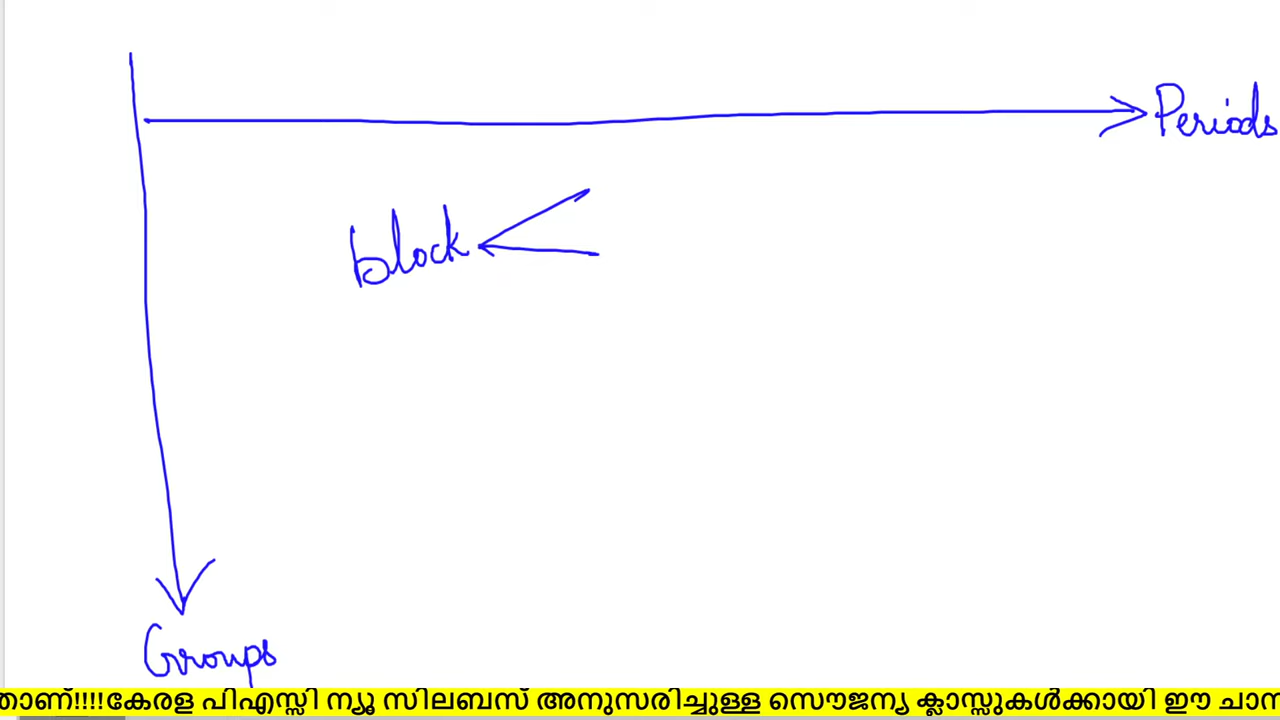 Periods
block
Groups
താണ്!!!!കേരള പിഎസ്സി ന്യൂ സിലബസ് അനുസരിച്ചുള്ള സൌജന്യ ക്ലാസ്സുകൾക്കായി ഈ ചാന